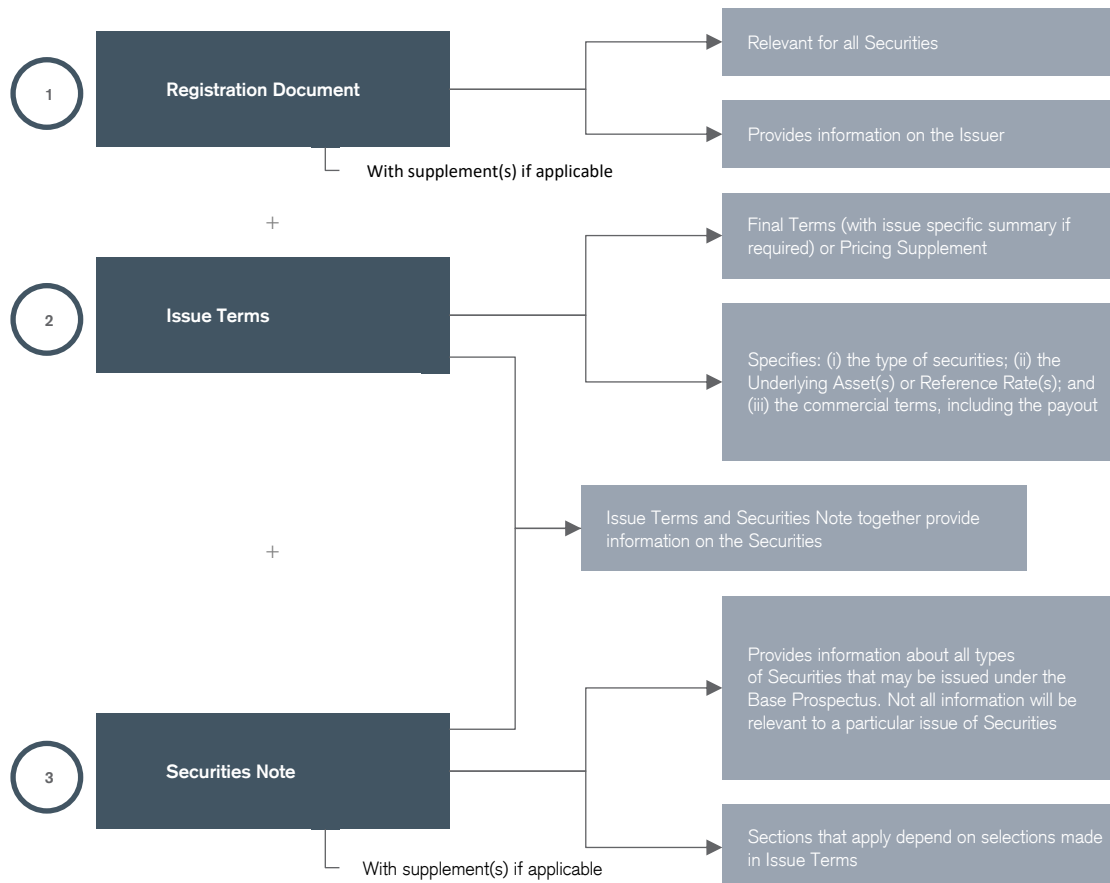 Relevant for all Securities
1
Registration Document
Provides information on the Issuer
With supplement(s) if applicable
+
Final Terms (with issue specific summary if
required) or Pricing Supplement
2
Issue Terms
Specifies: (i) the type of securities; (ii) the
Underlying Asset(s) or Reference Rate(s); and
(iii) the commercial terms, including the payout
Issue Terms and Securities Note together provide
information on the Securities
+
Provides information about all types
of Securities that may be issued under the
Base Prospectus. Not all information will be
relevant to a particular issue of Securities
3
Securities Note
Sections that apply depend on selections made
in Issue Terms
With supplement(s) if applicable